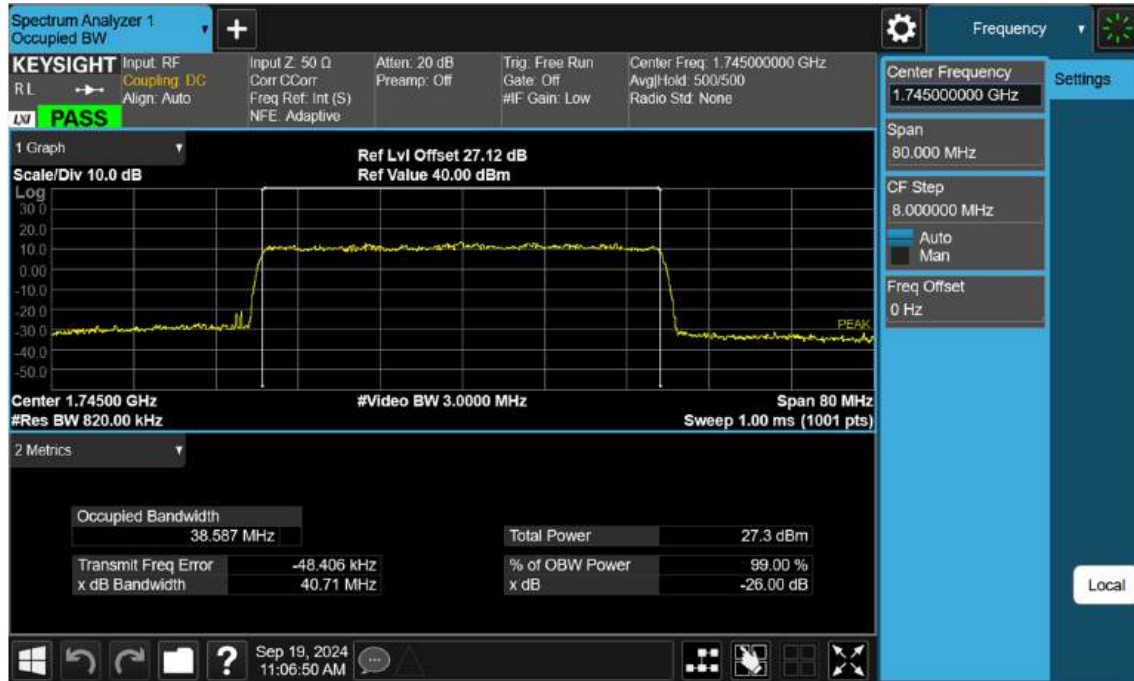 Spectrum Analyzer 1
Occupied BW
+
Frequency
KEYSIGHT
R L
LXI PASS
Input: RF
Coupling: DC
Align: Auto
Input Z: 50 Ω
Corr CCorr
Freq Ref: Int (S)
NFE: Adaptive
Atten: 20 dB
Preamp: Off
Trig: Free Run
Gate: Off
#IF Gain: Low
Center Freq: 1.745000000 GHz
Avg|Hold: 500/500
Radio Std: None
Center Frequency
1.745000000 GHz
Settings
Span
80.000 MHz
CF Step
8.000000 MHz
Auto
Man
Freq Offset
0 Hz
Local
1 Graph
Scale/Div 10.0 dB
Ref Lvl Offset 27.12 dB
Ref Value 40.00 dBm
Log
30.0
20.0
10.0
0.00
-10.0
-20.0
-30.0
-40.0
-50.0
PEAK
Center 1.74500 GHz
#Video BW 3.0000 MHz
Span 80 MHz
#Res BW 820.00 kHz
Sweep 1.00 ms (1001 pts)
2 Metrics
Occupied Bandwidth
38.587 MHz
Total Power 27.3 dBm
Transmit Freq Error -48.406 kHz
% of OBW Power 99.00 %
x dB Bandwidth 40.71 MHz
x dB -26.00 dB
?
Sep 19, 2024
11:06:50 AM